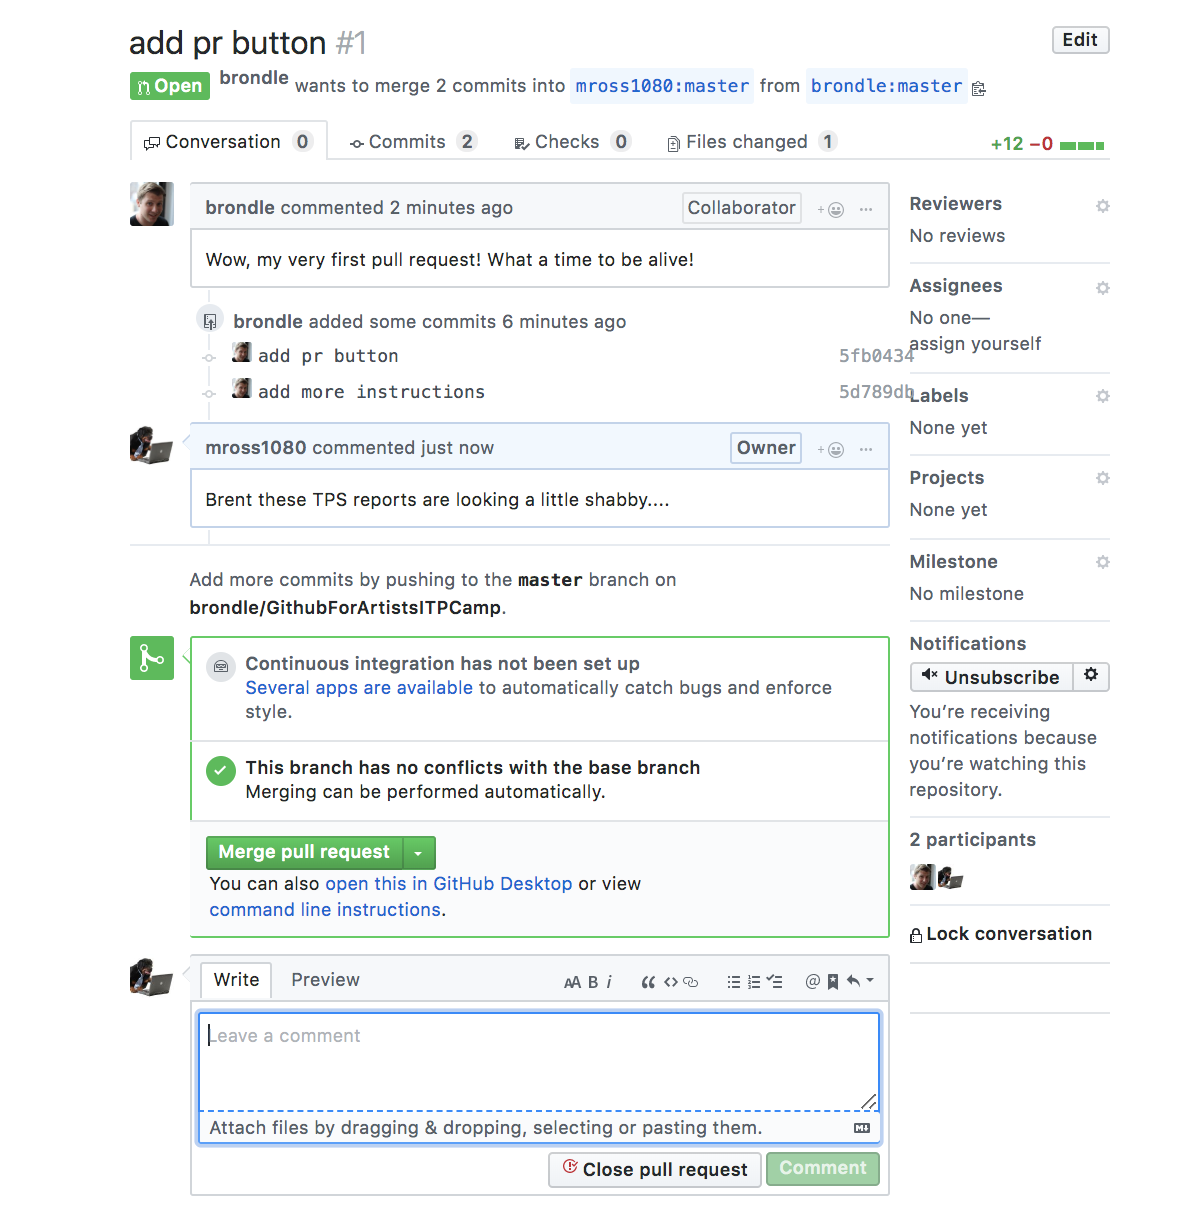 add pr button #1
Edit
Open
brondle wants to merge 2 commits into mross1080:master from brondle:master
Conversation 0
Commits 2
Checks 0
Files changed 1
+12 −0
brondle commented 2 minutes ago
Collaborator
Wow, my very first pull request! What a time to be alive!
brondle added some commits 6 minutes ago
add pr button 5fb0434
add more instructions 5d789db
mross1080 commented just now
Owner
Brent these TPS reports are looking a little shabby....
Add more commits by pushing to the master branch on
brondle/GithubForArtistsITPCamp.
Continuous integration has not been set up
Several apps are available to automatically catch bugs and enforce
style.
This branch has no conflicts with the base branch
Merging can be performed automatically.
Merge pull request
You can also open this in GitHub Desktop or view
command line instructions.
Write
Preview
AA B i
Leave a comment
Attach files by dragging & dropping, selecting or pasting them.
Close pull request
Comment
Reviewers
No reviews
Assignees
No one—
assign yourself
Labels
None yet
Projects
None yet
Milestone
No milestone
Notifications
Unsubscribe
You’re receiving
notifications because
you’re watching this
repository.
2 participants
Lock conversation